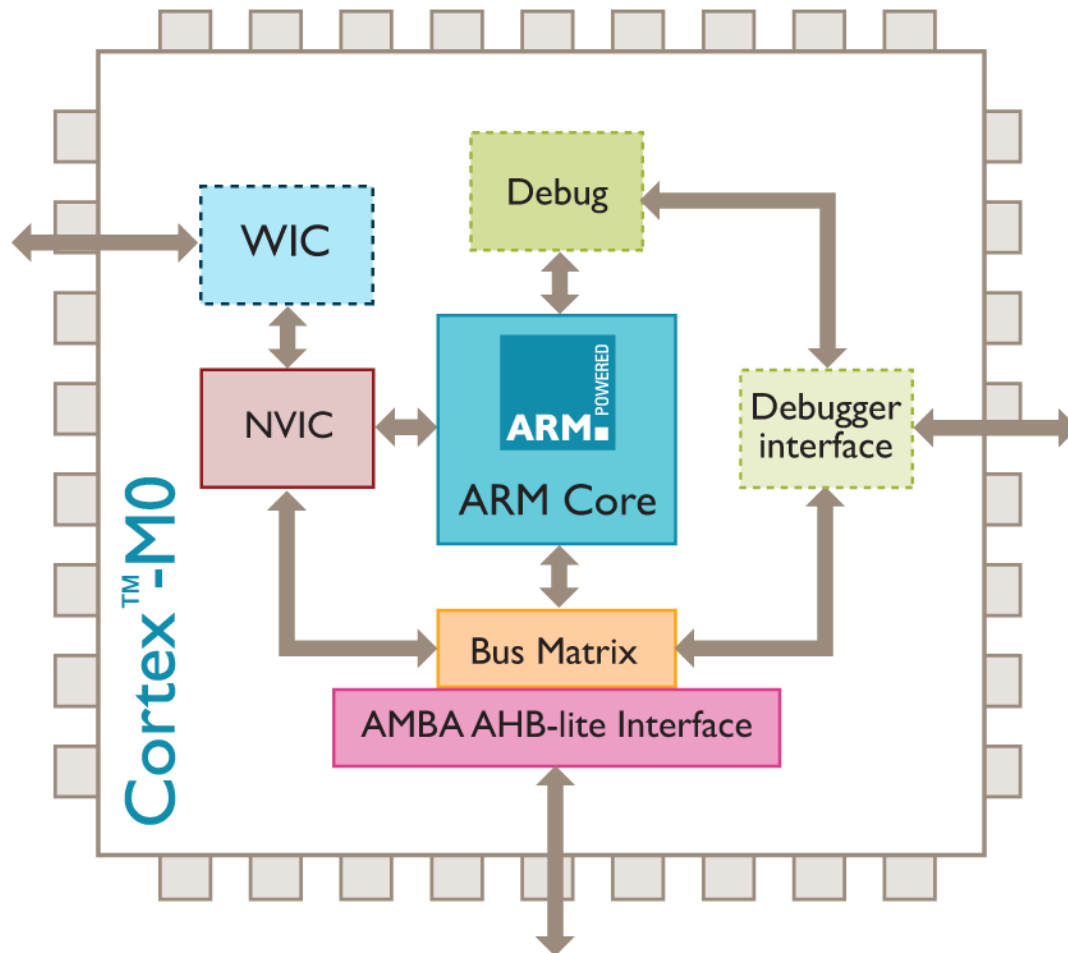 Debug
WIC
POWERED
ARM.
NVIC
Debugger
interface
ARM Core
Cortex™-M0
Bus Matrix
AMBA AHB-lite Interface